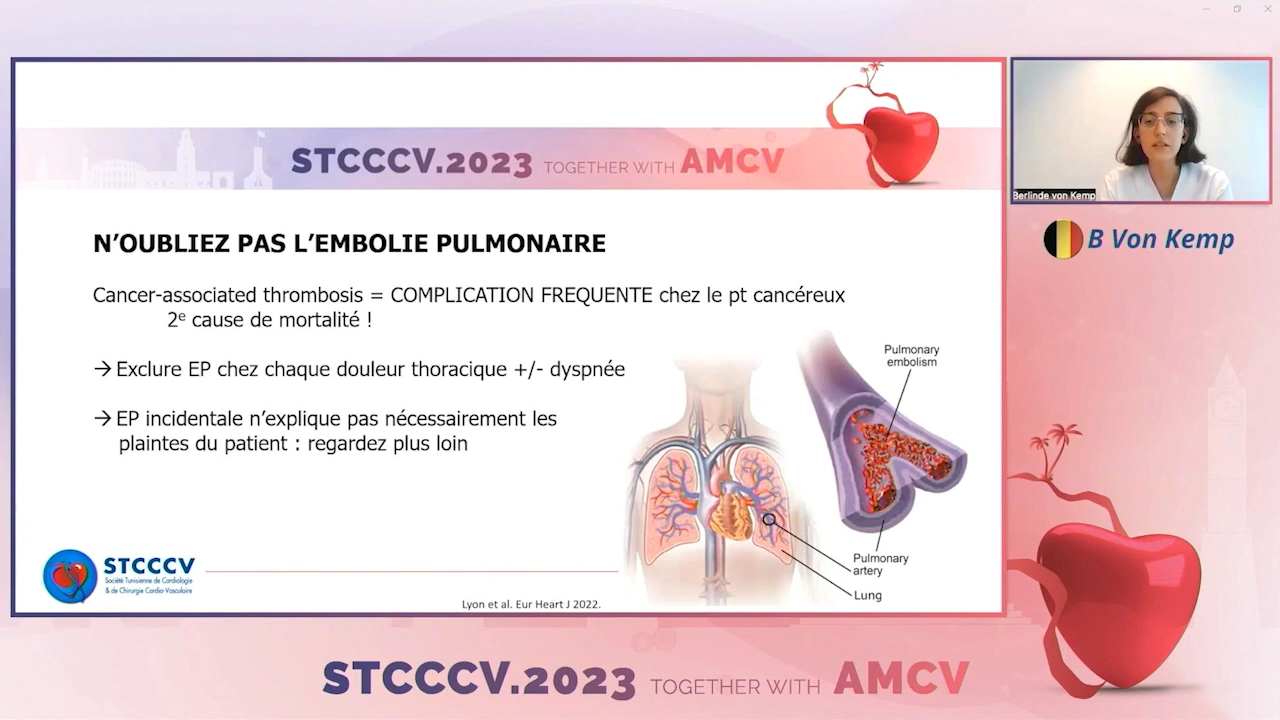 STCCCV.2023 TOGETHER WITH AMCV
N’OUBLIEZ PAS L’EMBOLIE PULMONAIRE
Cancer-associated thrombosis = COMPLICATION FREQUENTE chez le pt cancéreux
2e cause de mortalité !
→ Exclure EP chez chaque douleur thoracique +/- dyspnée
→ EP incidentale n’explique pas nécessairement les
plaintes du patient : regardez plus loin
Pulmonary
embolism
Pulmonary
artery
Lung
STCCCV
Société Tunisienne de Cardiologie
& de Chirurgie Cardio-Vasculaire
Lyon et al. Eur Heart J 2022.
Berlinde von Kemp
B Von Kemp
STCCCV.2023 TOGETHER WITH AMCV